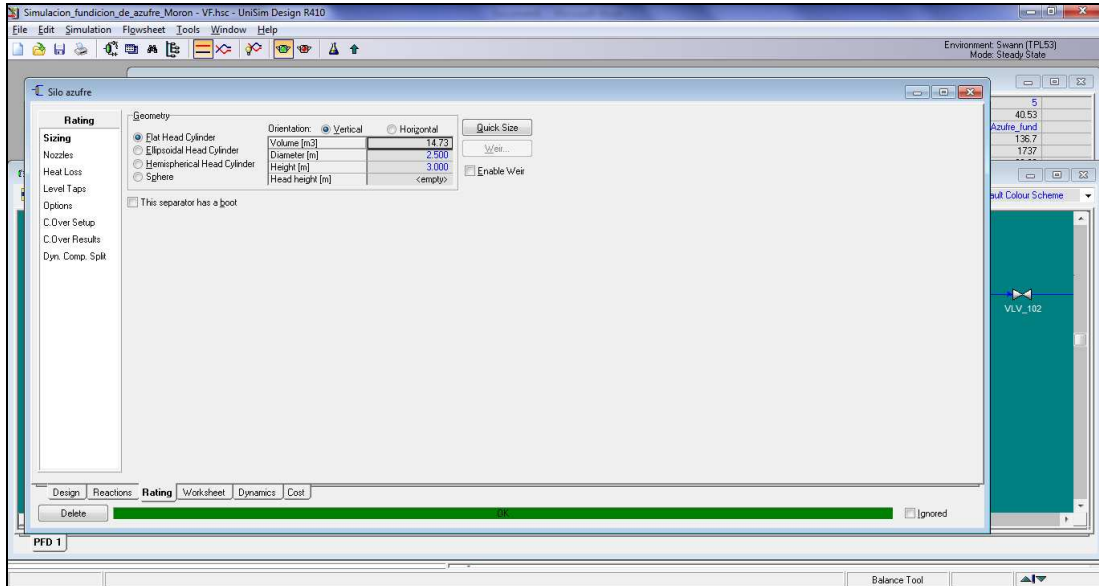 Simulacion_fundicion_de_azufre_Moron - VF.hsc - UniSim Design R410
File Edit Simulation Flowsheet Tools Window Help
Environment: Swann (TPL53)
Mode: Steady State
Silo azufre
5
40.53
Azufre_fund
136.7
1737
ault Colour Scheme
VLV_102
Rating
Sizing
Nozzles
Heat Loss
Level Taps
Options
C.Over Setup
C.Over Results
Dyn. Comp. Split
Geometry
Flat Head Cylinder
Ellipsoidal Head Cylinder
Hemispherical Head Cylinder
Sphere
Orientation: Vertical Horizontal
Volume [m3] 14.73
Diameter [m] 2.500
Height [m] 3.000
Head height [m] <empty>
Quick Size
Weir...
Enable Weir
This separator has a boot
Design Reactions Rating Worksheet Dynamics Cost
Delete OK Ignored
PFD 1
Balance Tool